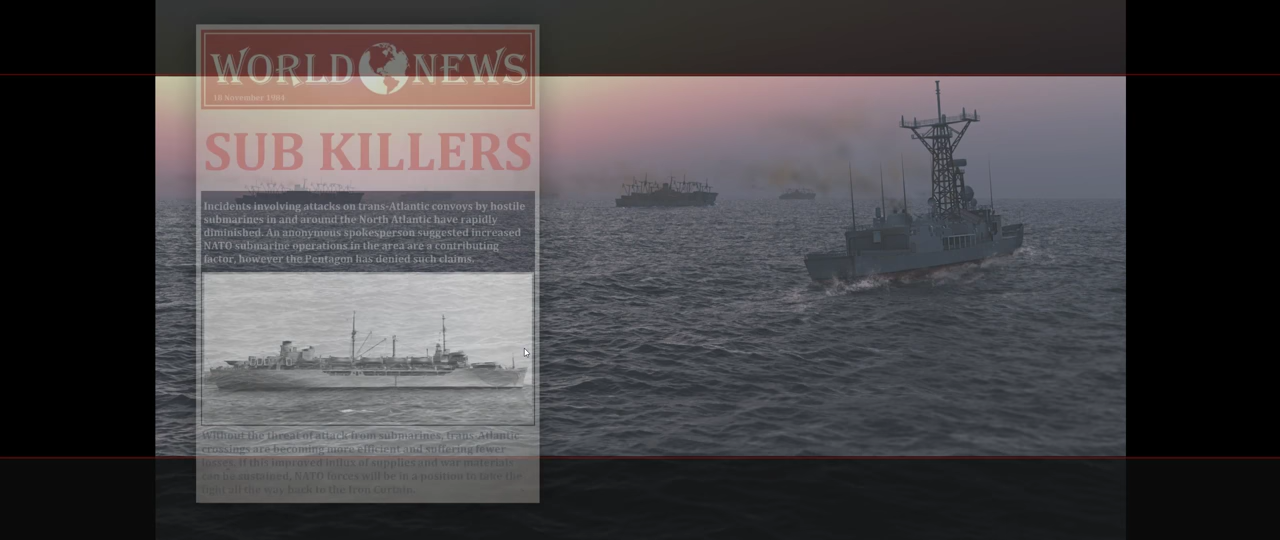 WORLD NEWS
18 November 1984
SUB KILLERS
Incidents involving attacks on trans-Atlantic convoys by hostile
submarines in and around the North Atlantic have rapidly
diminished. An anonymous spokesperson suggested increased
NATO submarine operations in the area are a contributing
factor, however the Pentagon has denied such claims.
Without the threat of attack from submarines, trans-Atlantic
crossings are becoming more efficient and suffering fewer
losses. If this improved influx of supplies and war materials
can be sustained, NATO forces will be in a position to take the
fight all the way back to the Iron Curtain.